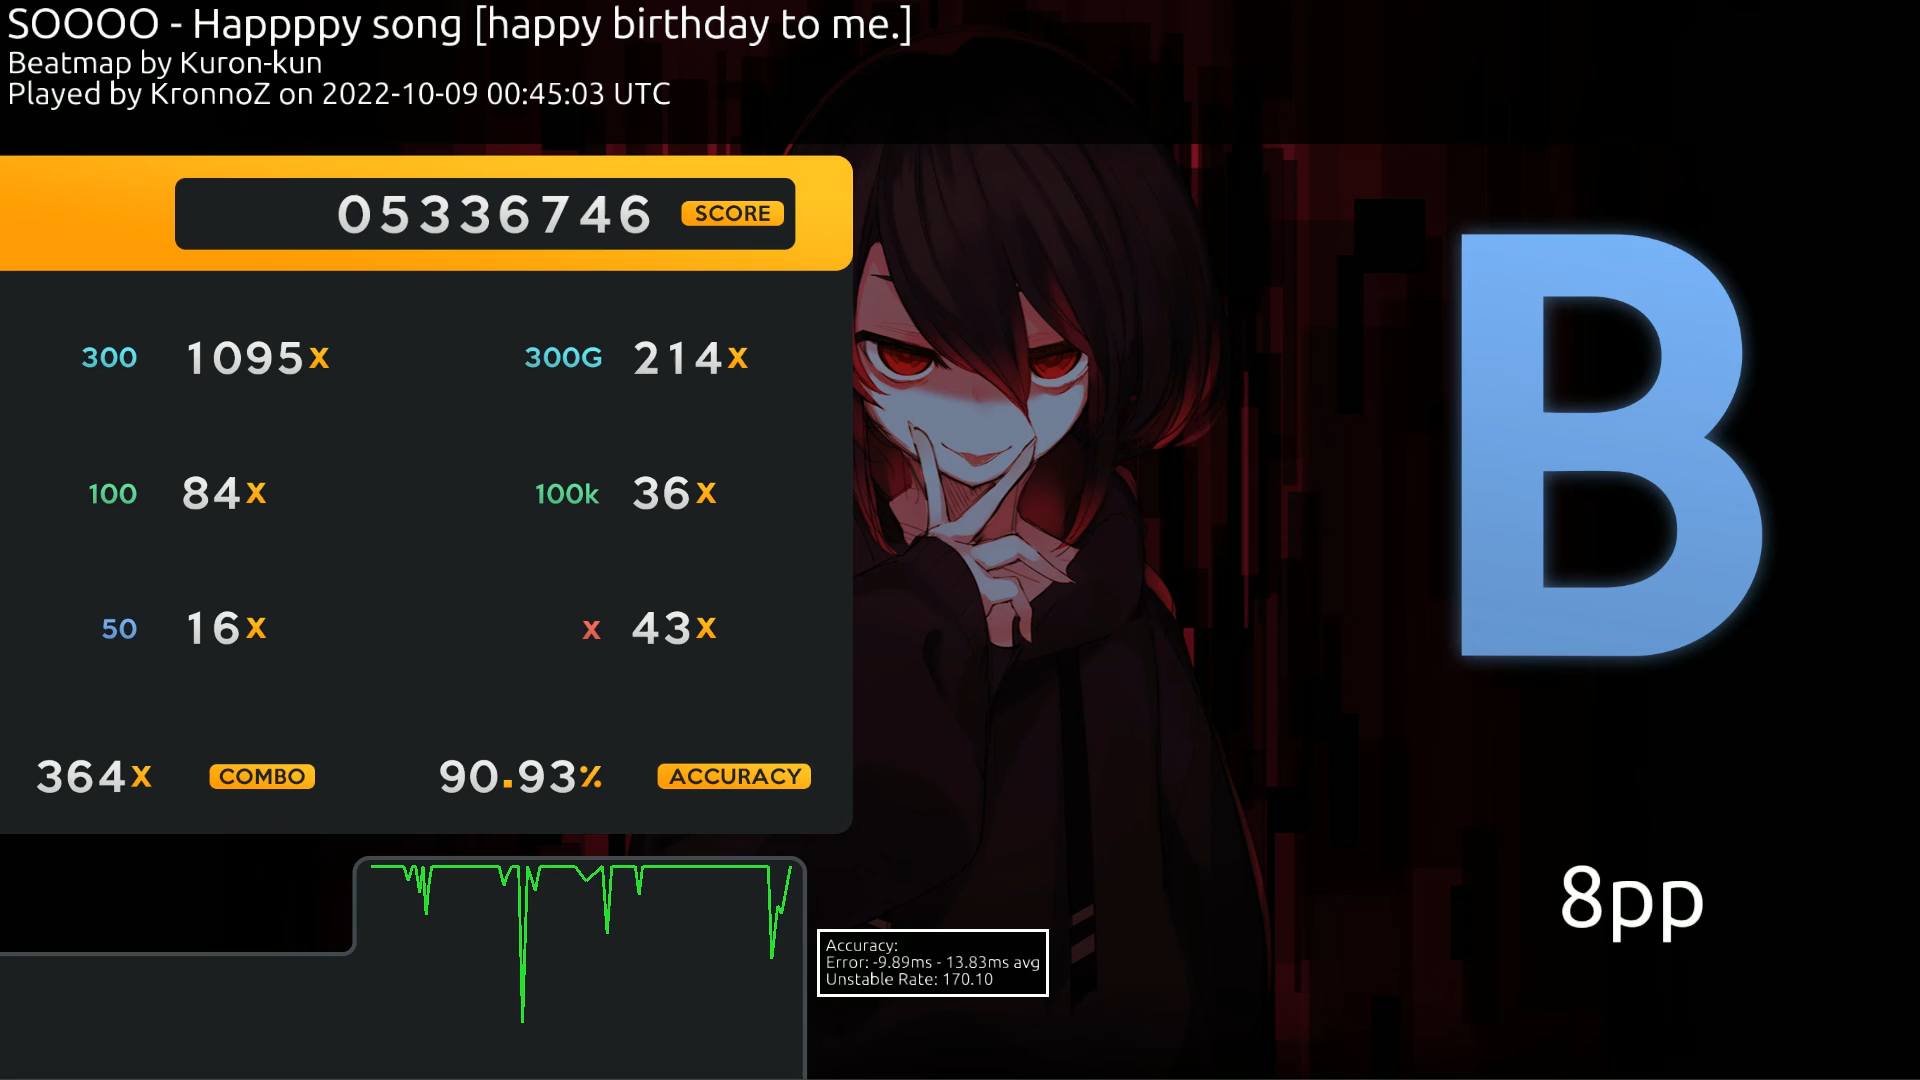 SOOOO - Happppy song [happy birthday to me.]
Beatmap by Kuron-kun
Played by KronnoZ on 2022-10-09 00:45:03 UTC
05336746 SCORE
300 1095x 300G 214x
100 84x 100k 36x
50 16x x 43x
364x COMBO 90.93% ACCURACY
B
8pp
Accuracy:
Error: -9.89ms - 13.83ms avg
Unstable Rate: 170.10